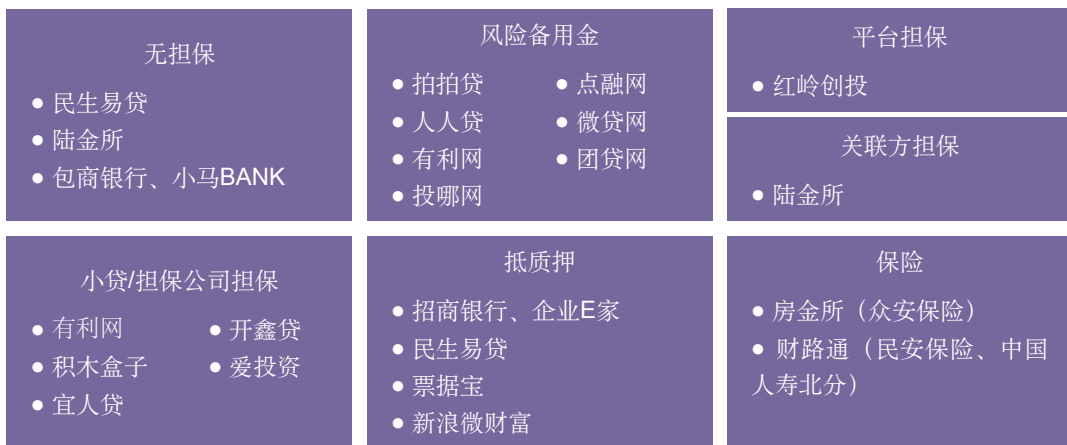 无担保
● 民生易贷
● 陆金所
● 包商银行、小马BANK
风险备用金
● 拍拍贷
● 点融网
● 人人贷
● 微贷网
● 有利网
● 团贷网
● 投哪网
平台担保
● 红岭创投
关联方担保
● 陆金所
小贷/担保公司担保
● 有利网
● 开鑫贷
● 积木盒子
● 爱投资
● 宜人贷
抵质押
● 招商银行、企业E家
● 民生易贷
● 票据宝
● 新浪微财富
保险
● 房金所（众安保险）
● 财路通（民安保险、中国
人寿北分）